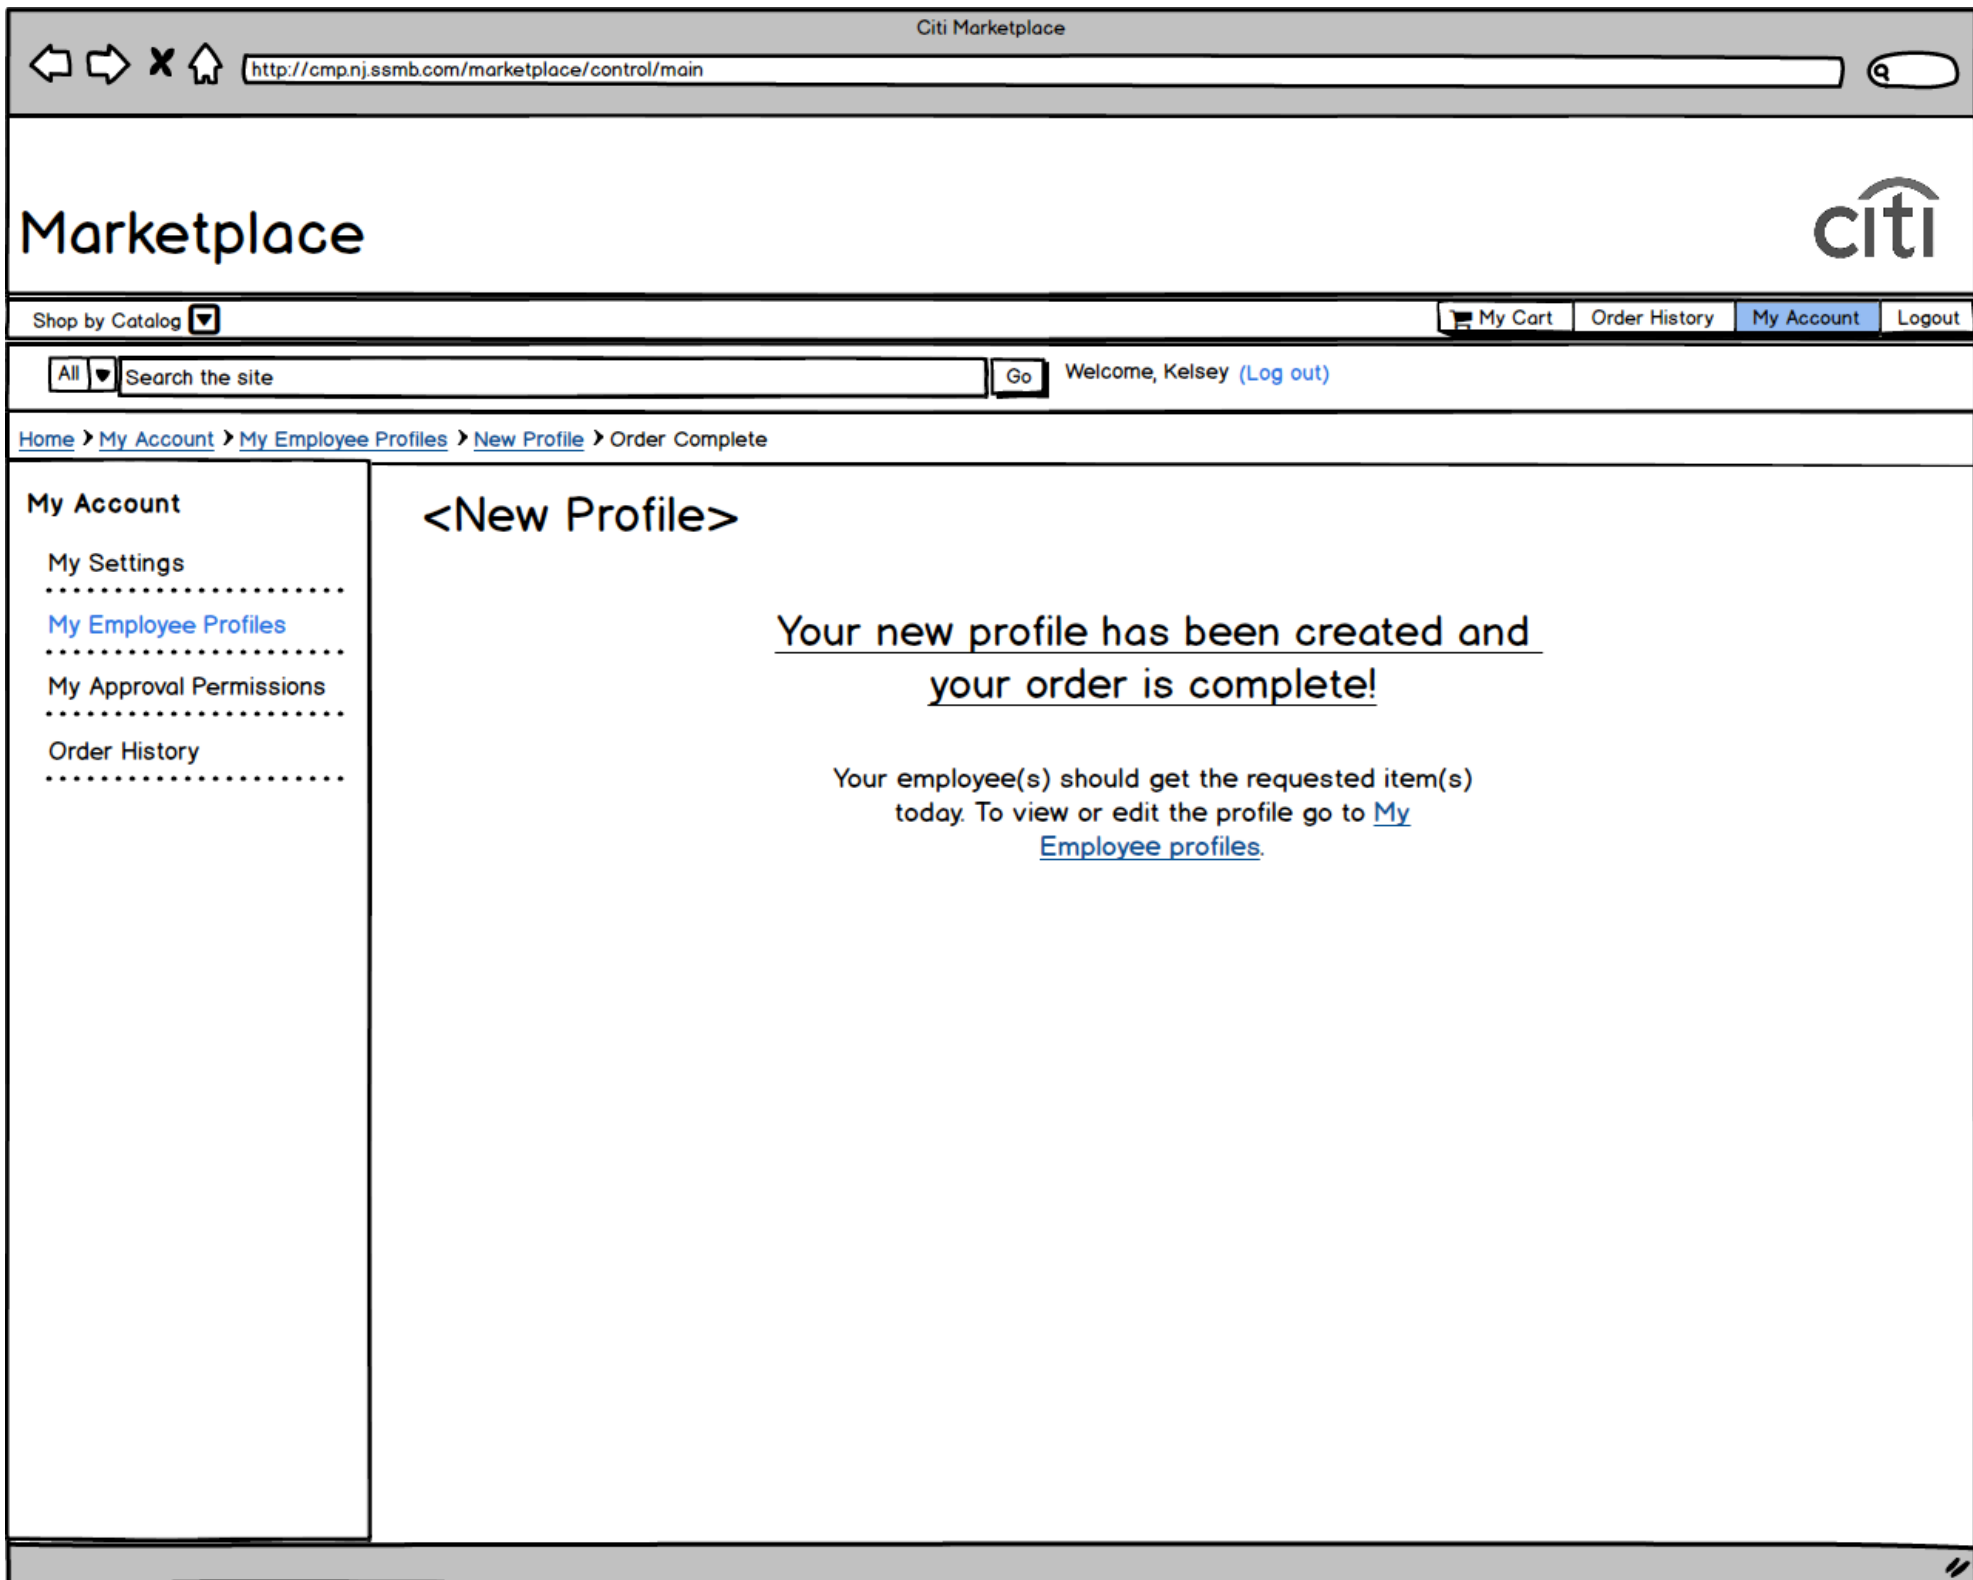 Citi Marketplace
http://cmp.nj.ssmb.com/marketplace/control/main
Marketplace
citi
Shop by Catalog
My Cart Order History My Account Logout
All Search the site Go Welcome, Kelsey (Log out)
Home My Account My Employee Profiles New Profile Order Complete
My Account
My Settings
My Employee Profiles
My Approval Permissions
Order History
<New Profile>
Your new profile has been created and
your order is complete!
Your employee(s) should get the requested item(s)
today. To view or edit the profile go to My
Employee profiles.